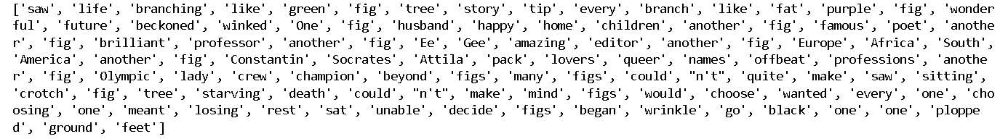 ['saw', 'life', 'branching', 'like', 'green', 'fig', 'tree', 'story', 'tip', 'every', 'branch', 'like', 'fat', 'purple', 'fig', 'wonder
ful', 'future', 'beckoned', 'winked', 'One', 'fig', 'husband', 'happy', 'home', 'children', 'another', 'fig', 'famous', 'poet', 'anothe
r', 'fig', 'brilliant', 'professor', 'another', 'fig', 'Ee', 'Gee', 'amazing', 'editor', 'another', 'fig', 'Europe', 'Africa', 'South',
'America', 'another', 'fig', 'Constantin', 'Socrates', 'Attila', 'pack', 'lovers', 'queer', 'names', 'offbeat', 'professions', 'anothe
r', 'fig', 'Olympic', 'lady', 'crew', 'champion', 'beyond', 'figs', 'many', 'figs', 'could', "n't", 'quite', 'make', 'saw', 'sitting',
'crotch', 'fig', 'tree', 'starving', 'death', 'could', "n't", 'make', 'mind', 'figs', 'would', 'choose', 'wanted', 'every', 'one', 'cho
osing', 'one', 'meant', 'losing', 'rest', 'sat', 'unable', 'decide', 'figs', 'began', 'wrinkle', 'go', 'black', 'one', 'one', 'ploppe
d', 'ground', 'feet']